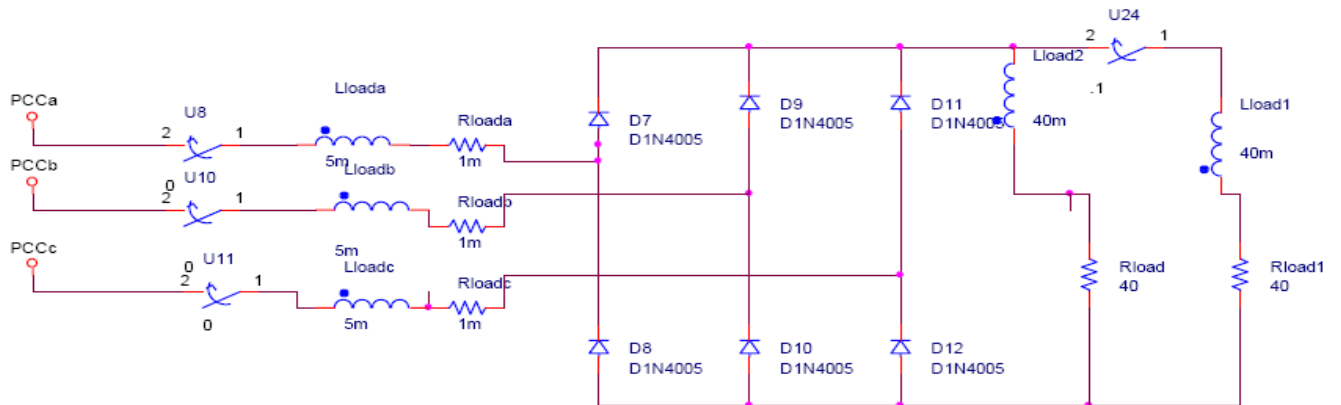 U24
2 1
.1
Lload2
40m
Lload1
40m
PCCa
U8
2 1
0
Lloada
5m
Rloada
1m
D7
D1N4005
D9
D1N4005
D11
D1N4005
PCCb
U10
2 1
0
Lloadb
5m
Rloadb
1m
PCCc
U11
2 1
0
Lloadc
5m
Rloadc
1m
Rload
40
Rload1
40
D8
D1N4005
D10
D1N4005
D12
D1N4005